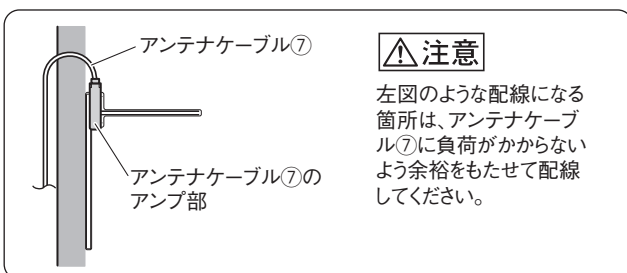 アンテナケーブル⑦
アンテナケーブル⑦の
アンプ部
注意
左図のような配線になる
箇所は、アンテナケーブ
ル⑦に負荷がかからない
よう余裕をもたせて配線
してください。